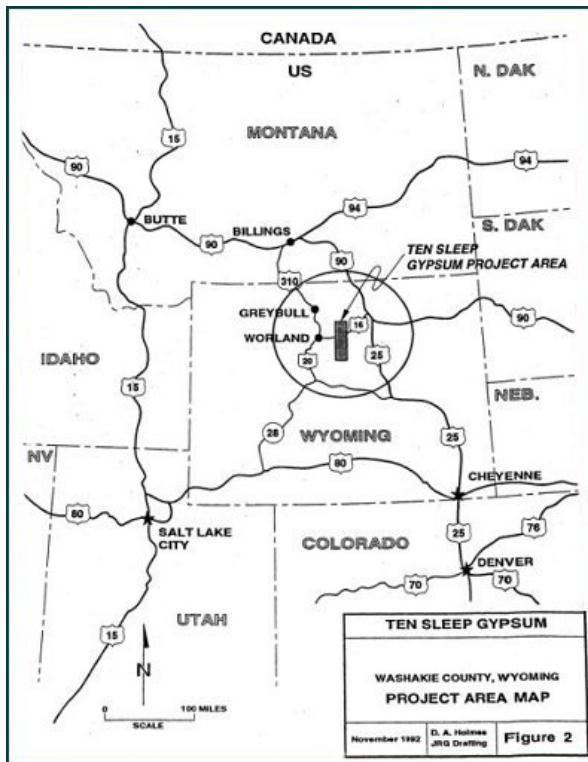 CANADA
US
N. DAK
15
MONTANA
90
94
BUTTE
BILLINGS
94
S. DAK
90
90
TEN SLEEP
GYPSUM PROJECT AREA
310
GREYBULL
16
90
WORLAND
IDAHO
20
25
15
NEB.
28
WYOMING
NV
25
80
CHEYENNE
80
SALT LAKE
CITY
COLORADO
25
76
DENVER
70
70
UTAH
15
N
0
100 MILES
SCALE
TEN SLEEP GYPSUM
WASHAKIE COUNTY, WYOMING
PROJECT AREA MAP
November 1992
D. A. Holmes
JRG Drafting
Figure 2